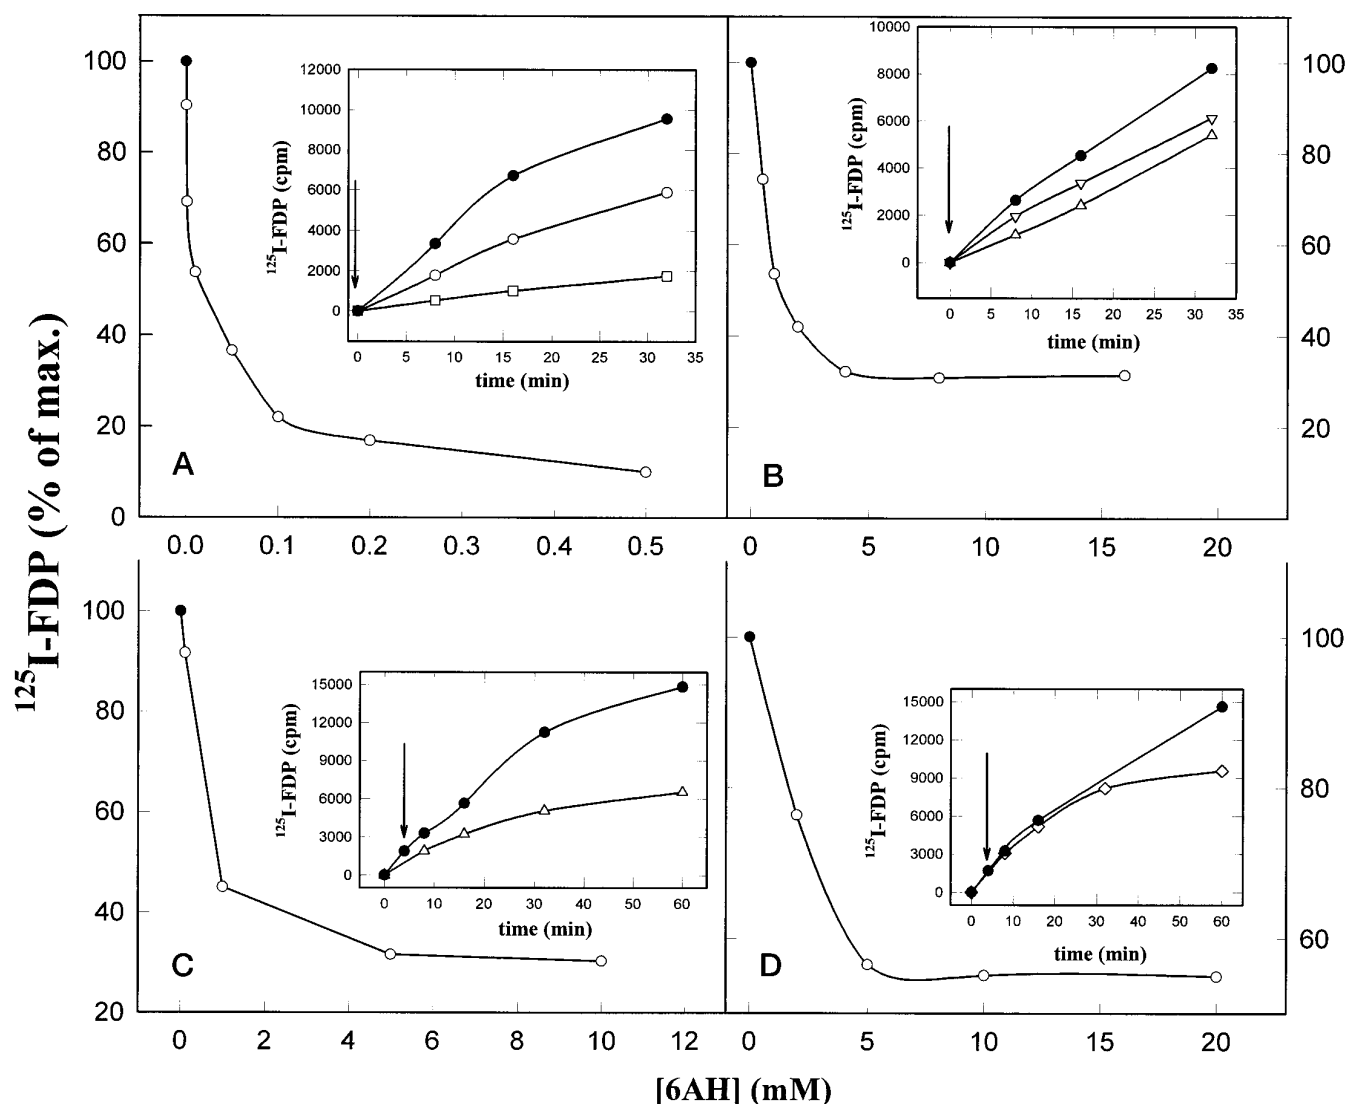 ¹²⁵I-FDP (% of max.)
100
80
60
40
20
0
A
0.0 0.1 0.2 0.3 0.4 0.5
12000
10000
8000
6000
4000
2000
0
¹²⁵I-FDP (cpm)
0 5 10 15 20 25 30 35
time (min)
100
80
60
40
20
B
0 5 10 15 20
10000
8000
6000
4000
2000
0
¹²⁵I-FDP (cpm)
0 5 10 15 20 25 30 35
time (min)
100
80
60
40
20
C
0 2 4 6 8 10 12
15000
12000
9000
6000
3000
0
¹²⁵I-FDP (cpm)
0 10 20 30 40 50 60
time (min)
100
80
60
D
0 5 10 15 20
15000
12000
9000
6000
3000
0
¹²⁵I-FDP (cpm)
0 10 20 30 40 50 60
time (min)
[6AH] (mM)